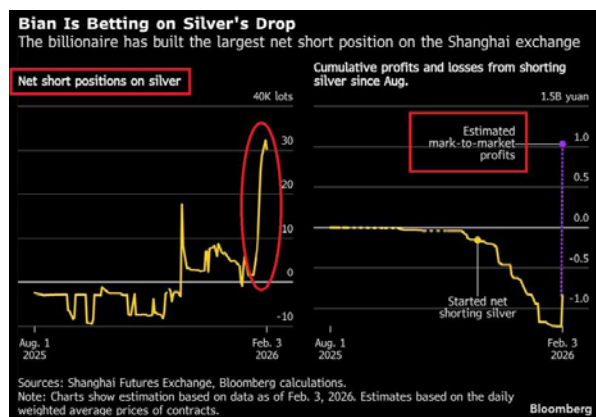 Bian Is Betting on Silver's Drop
The billionaire has built the largest net short position on the Shanghai exchange
Net short positions on silver
40K lots
30
20
10
0
-10
Aug. 1
2025
Feb. 3
2026
Cumulative profits and losses from shorting
silver since Aug.
1.5B yuan
Estimated
mark-to-market
profits
1.0
0.5
0.0
-0.5
-1.0
Started net
shorting silver
Aug. 1
2025
Feb. 3
2026
Sources: Shanghai Futures Exchange, Bloomberg calculations.
Note: Charts show estimation based on data as of Feb. 3, 2026. Estimates based on the daily
weighted average prices of contracts.
Bloomberg